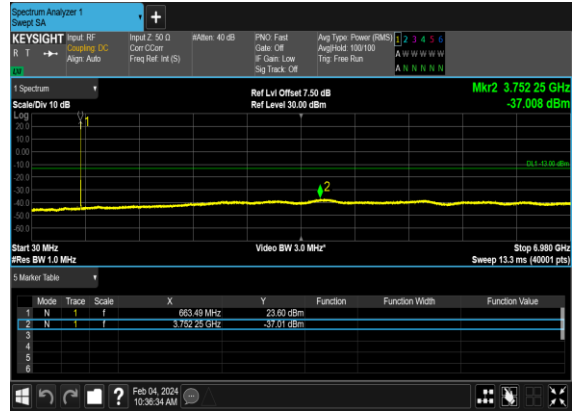 Spectrum Analyzer 1
Swept SA
+
KEYSIGHT Input: RF Input Z: 50 Ω #Atten: 40 dB PNO: Fast Avg Type: Power (RMS) 1 2 3 4 5 6
R T Coupling: DC Corr CCorr Gate: Off Avg|Hold: 100/100 A W W W W W
Align: Auto Freq Ref: Int (S) IF Gain: Low Trig: Free Run
Sig Track: Off A N N N N N
1 Spectrum Ref Lvl Offset 7.50 dB Mkr2 3.752 25 GHz
Scale/Div 10 dB Ref Level 30.00 dBm -37.008 dBm
Log
20.0
10.0
0.00
-10.0
-20.0
-30.0
-40.0
-50.0
-60.0
1
2
DL1 -13.00 dBm
Start 30 MHz Video BW 3.0 MHz* Stop 6.980 GHz
#Res BW 1.0 MHz Sweep 13.3 ms (40001 pts)
5 Marker Table
Mode Trace Scale X Y Function Function Width Function Value
1 N 1 f 663.49 MHz 23.60 dBm
2 N 1 f 3.752 25 GHz -37.01 dBm
3
4
5
6
? Feb 04, 2024
10:36:34 AM